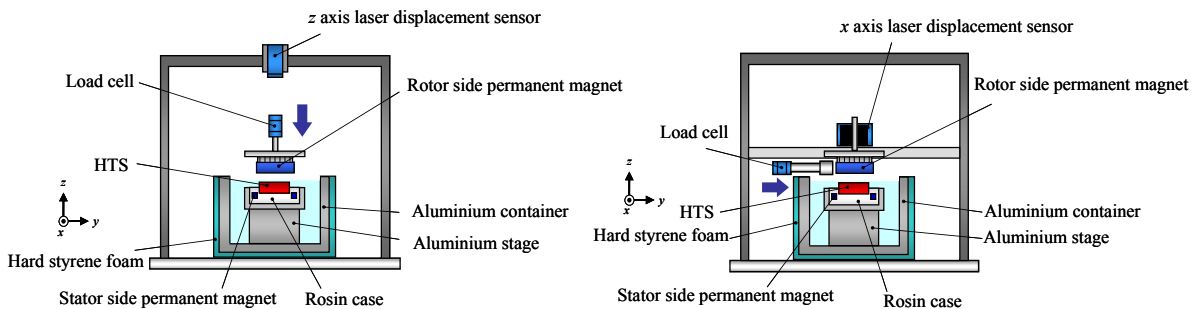 z axis laser displacement sensor
Load cell
Rotor side permanent magnet
HTS
z
y
x
Aluminium container
Aluminium stage
Hard styrene foam
Stator side permanent magnet
Rosin case
x axis laser displacement sensor
Rotor side permanent magnet
Load cell
z
y
x
HTS
Aluminium container
Hard styrene foam
Aluminium stage
Stator side permanent magnet
Rosin case